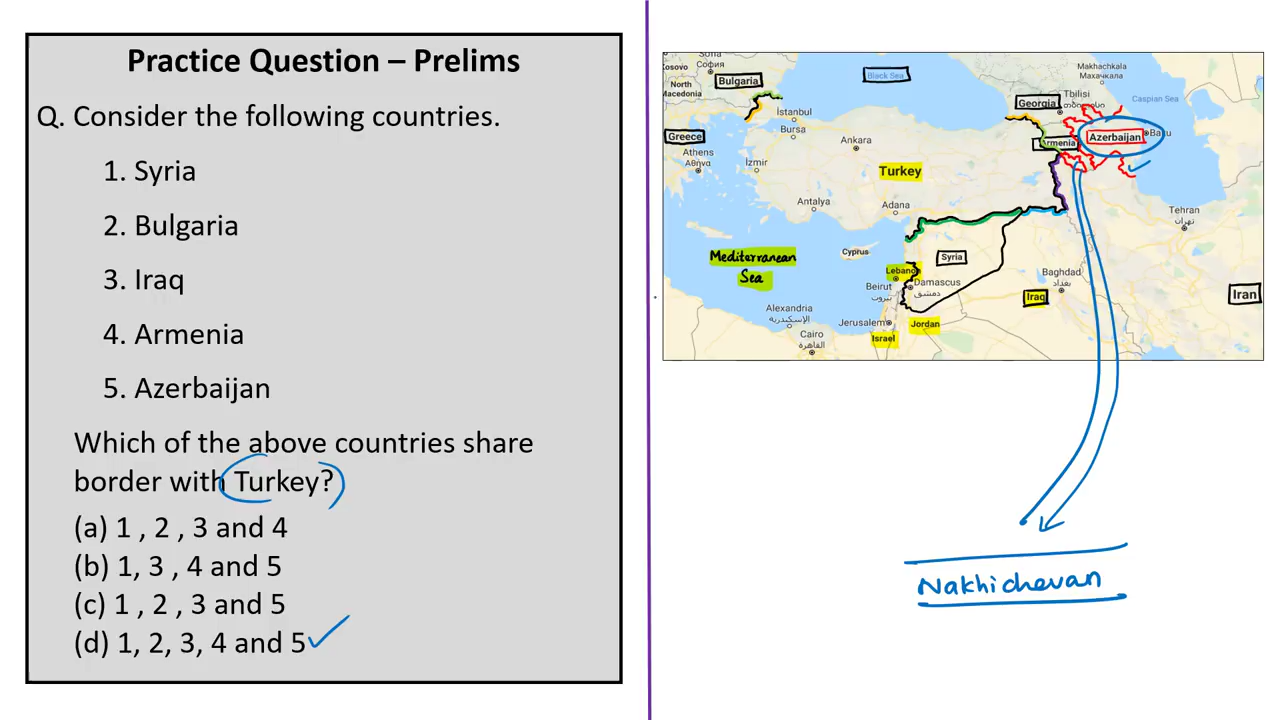 Practice Question – Prelims
Q. Consider the following countries.
1. Syria
2. Bulgaria
3. Iraq
4. Armenia
5. Azerbaijan
Which of the above countries share
border with Turkey?
(a) 1 , 2 , 3 and 4
(b) 1, 3 , 4 and 5
(c) 1 , 2 , 3 and 5
(d) 1, 2, 3, 4 and 5
София
Kosovo
North
Macedonia
Bulgaria
Black Sea
Makhachkala
Махачкала
Caspian Sea
Tbilisi
Georgia
Istanbul
Bursa
Greece
Athens
Αθήνα
İzmir
Ankara
Armenia
Azerbaijan
Baku
Turkey
Antalya
Adana
Tehran
تهران
Mediterranean
Sea
Cyprus
Syria
Lebanon
Beirut
بيروت
Damascus
دمشق
Baghdad
بغداد
Iraq
Iran
Alexandria
الإسكندرية
Jerusalem
Jordan
Israel
Cairo
القاهرة
Nakhichevan